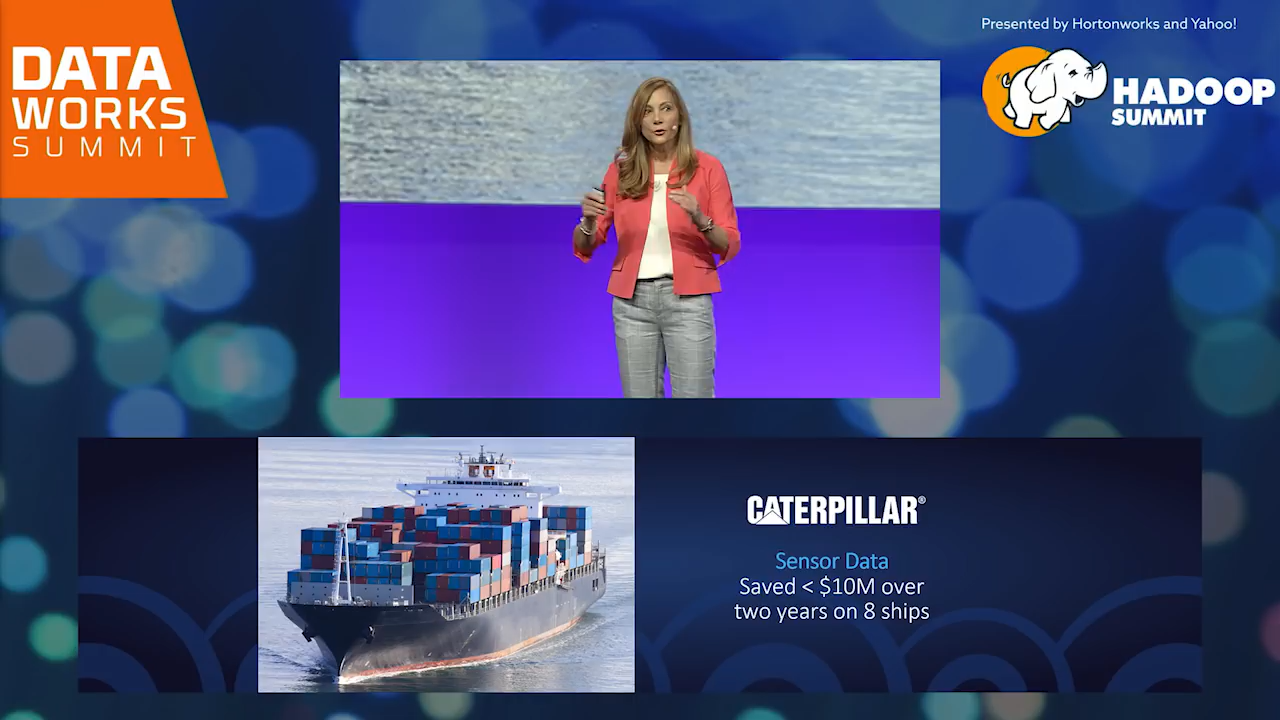 Presented by Hortonworks and Yahoo!
DATA
WORKS
SUMMIT
HADOOP
SUMMIT
CATERPILLAR®
Sensor Data
Saved < $10M over
two years on 8 ships